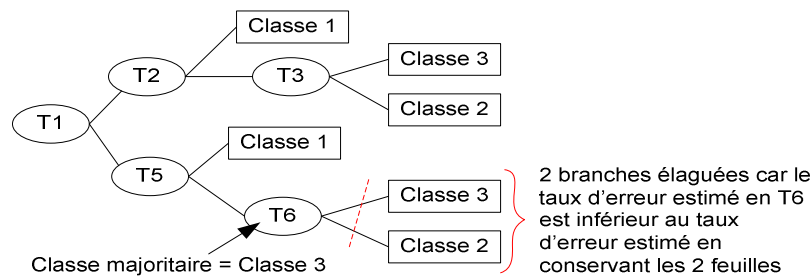 Classe 1
T2
T3
Classe 3
Classe 2
T1
Classe 1
T5
T6
Classe 3
Classe 2
2 branches élaguées car le
taux d'erreur estimé en T6
est inférieur au taux
d'erreur estimé en
conservant les 2 feuilles
Classe majoritaire = Classe 3